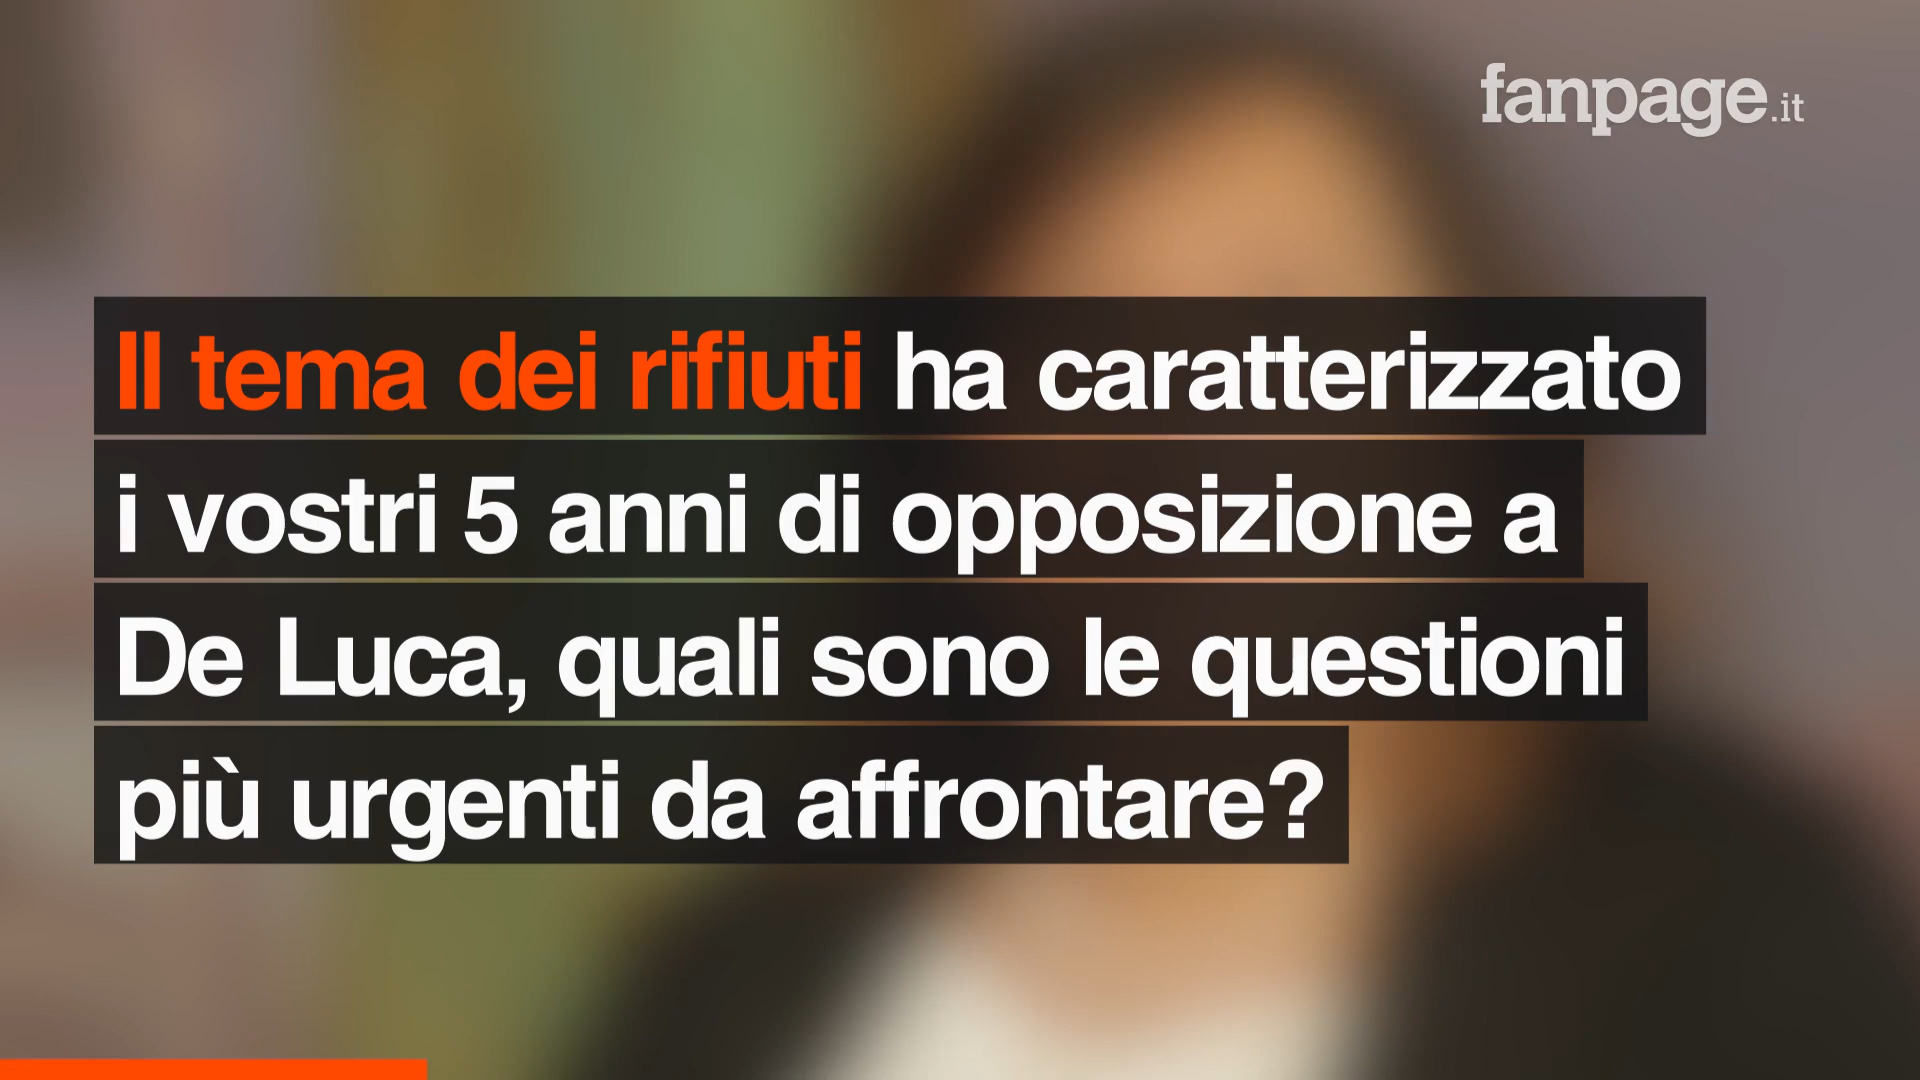 fanpage.it
Il tema dei rifiuti ha caratterizzato
i vostri 5 anni di opposizione a
De Luca, quali sono le questioni
più urgenti da affrontare?